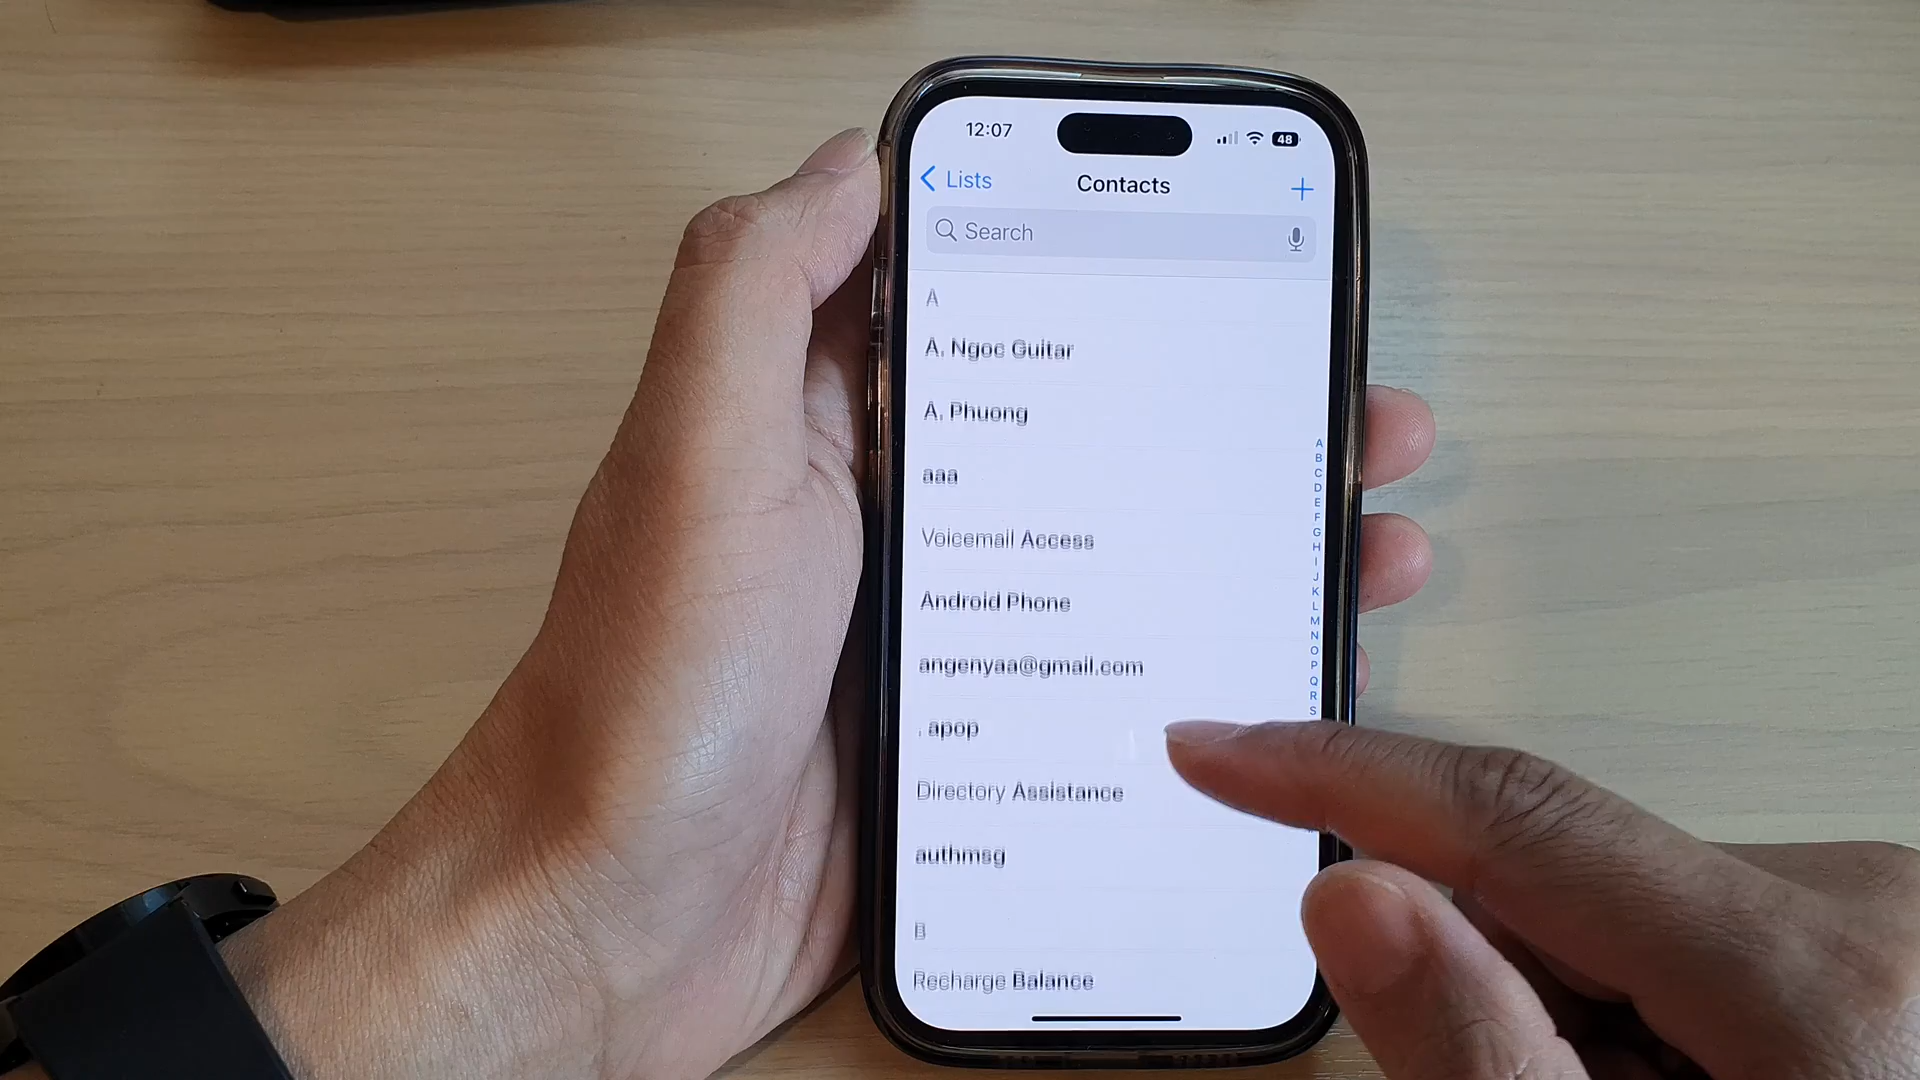 12:07
48
Lists
Contacts
+
Search
A
A. Ngoc Guitar
A. Phuong
aaa
Voicemail Access
Android Phone
angenyaa@gmail.com
. apop
Directory Assistance
authmsg
B
Recharge Balance
A
B
C
D
E
F
G
H
I
J
K
L
M
N
O
P
Q
R
S